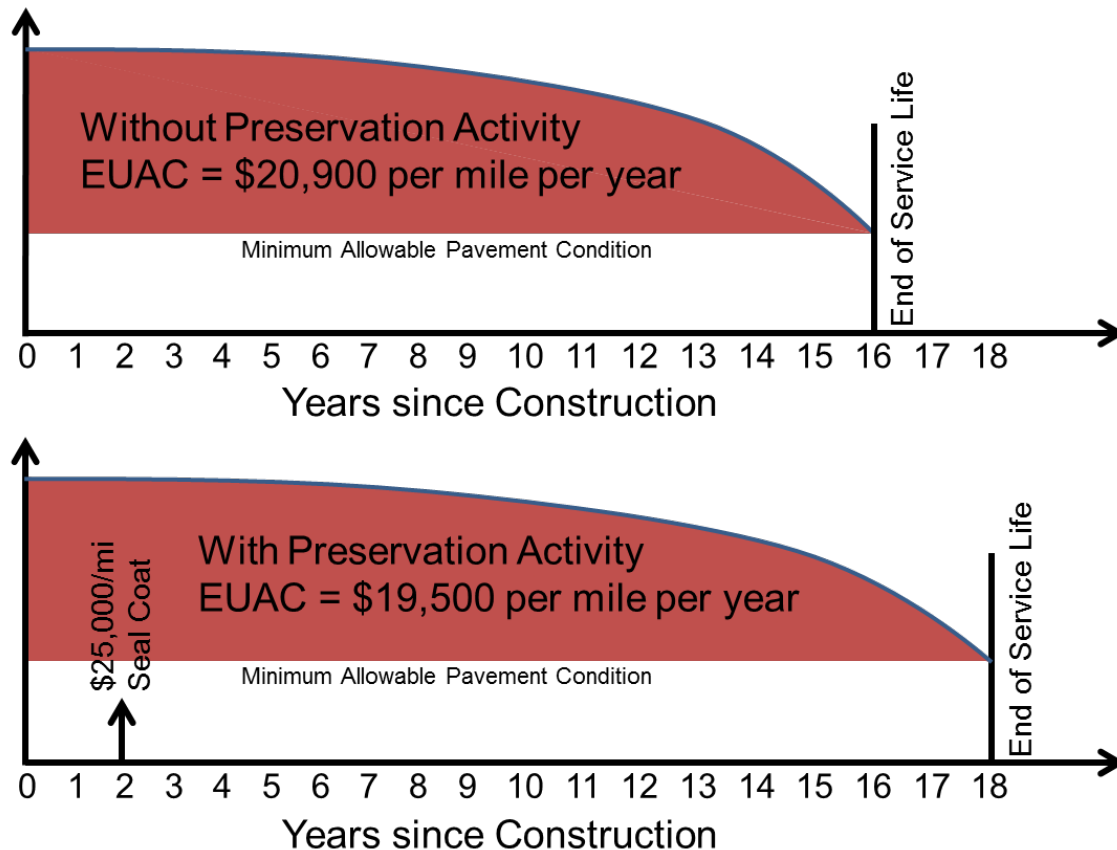 Without Preservation Activity
EUAC = $20,900 per mile per year
Minimum Allowable Pavement Condition
End of Service Life
0 1 2 3 4 5 6 7 8 9 10 11 12 13 14 15 16 17 18
Years since Construction
With Preservation Activity
EUAC = $19,500 per mile per year
$25,000/mi
Seal Coat
Minimum Allowable Pavement Condition
End of Service Life
0 1 2 3 4 5 6 7 8 9 10 11 12 13 14 15 16 17 18
Years since Construction